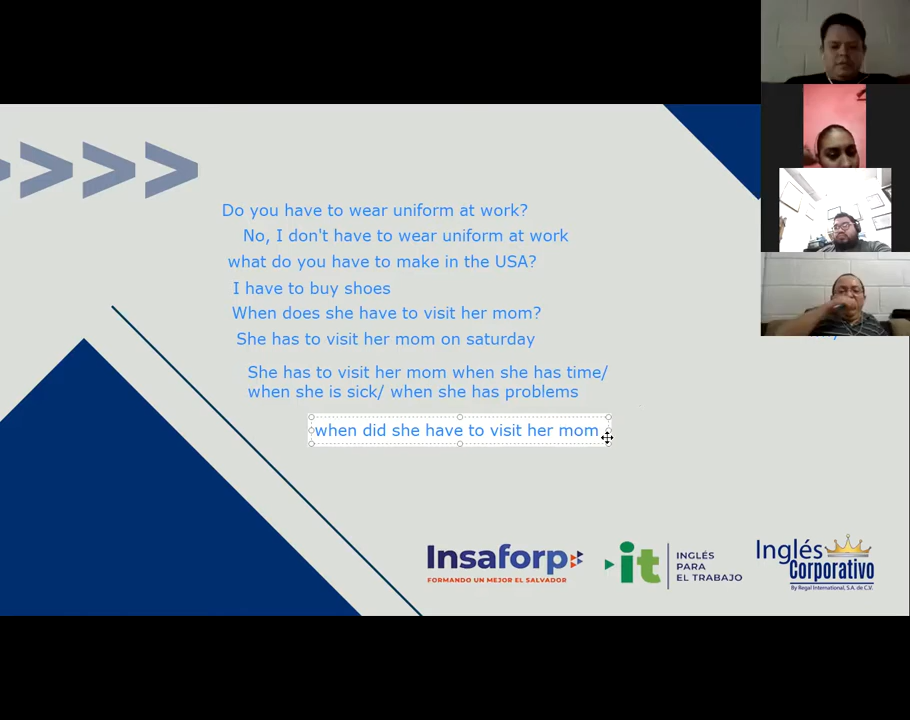 Do you have to wear uniform at work?
No, I don't have to wear uniform at work
what do you have to make in the USA?
I have to buy shoes
When does she have to visit her mom?
She has to visit her mom on saturday
She has to visit her mom when she has time/
when she is sick/ when she has problems
when did she have to visit her mom
Insaforp
FORMANDO UN MEJOR EL SALVADOR
it
INGLÉS
PARA
EL TRABAJO
Inglés
Corporativo
By Regal International, S.A. de C.V.